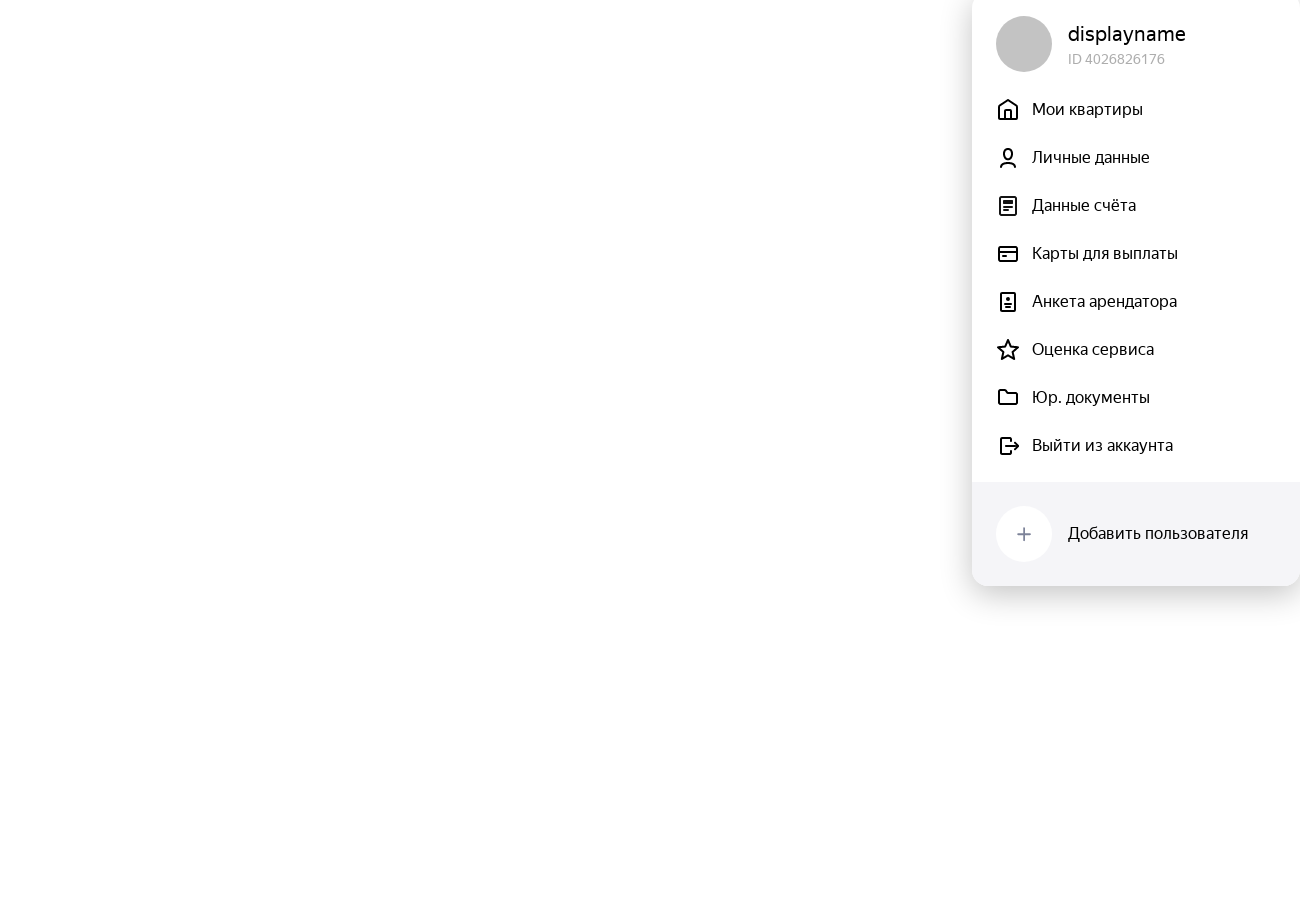 displayname
ID 4026826176
Мои квартиры
Личные данные
Данные счёта
Карты для выплаты
Анкета арендатора
Оценка сервиса
Юр. документы
Выйти из аккаунта
Добавить пользователя